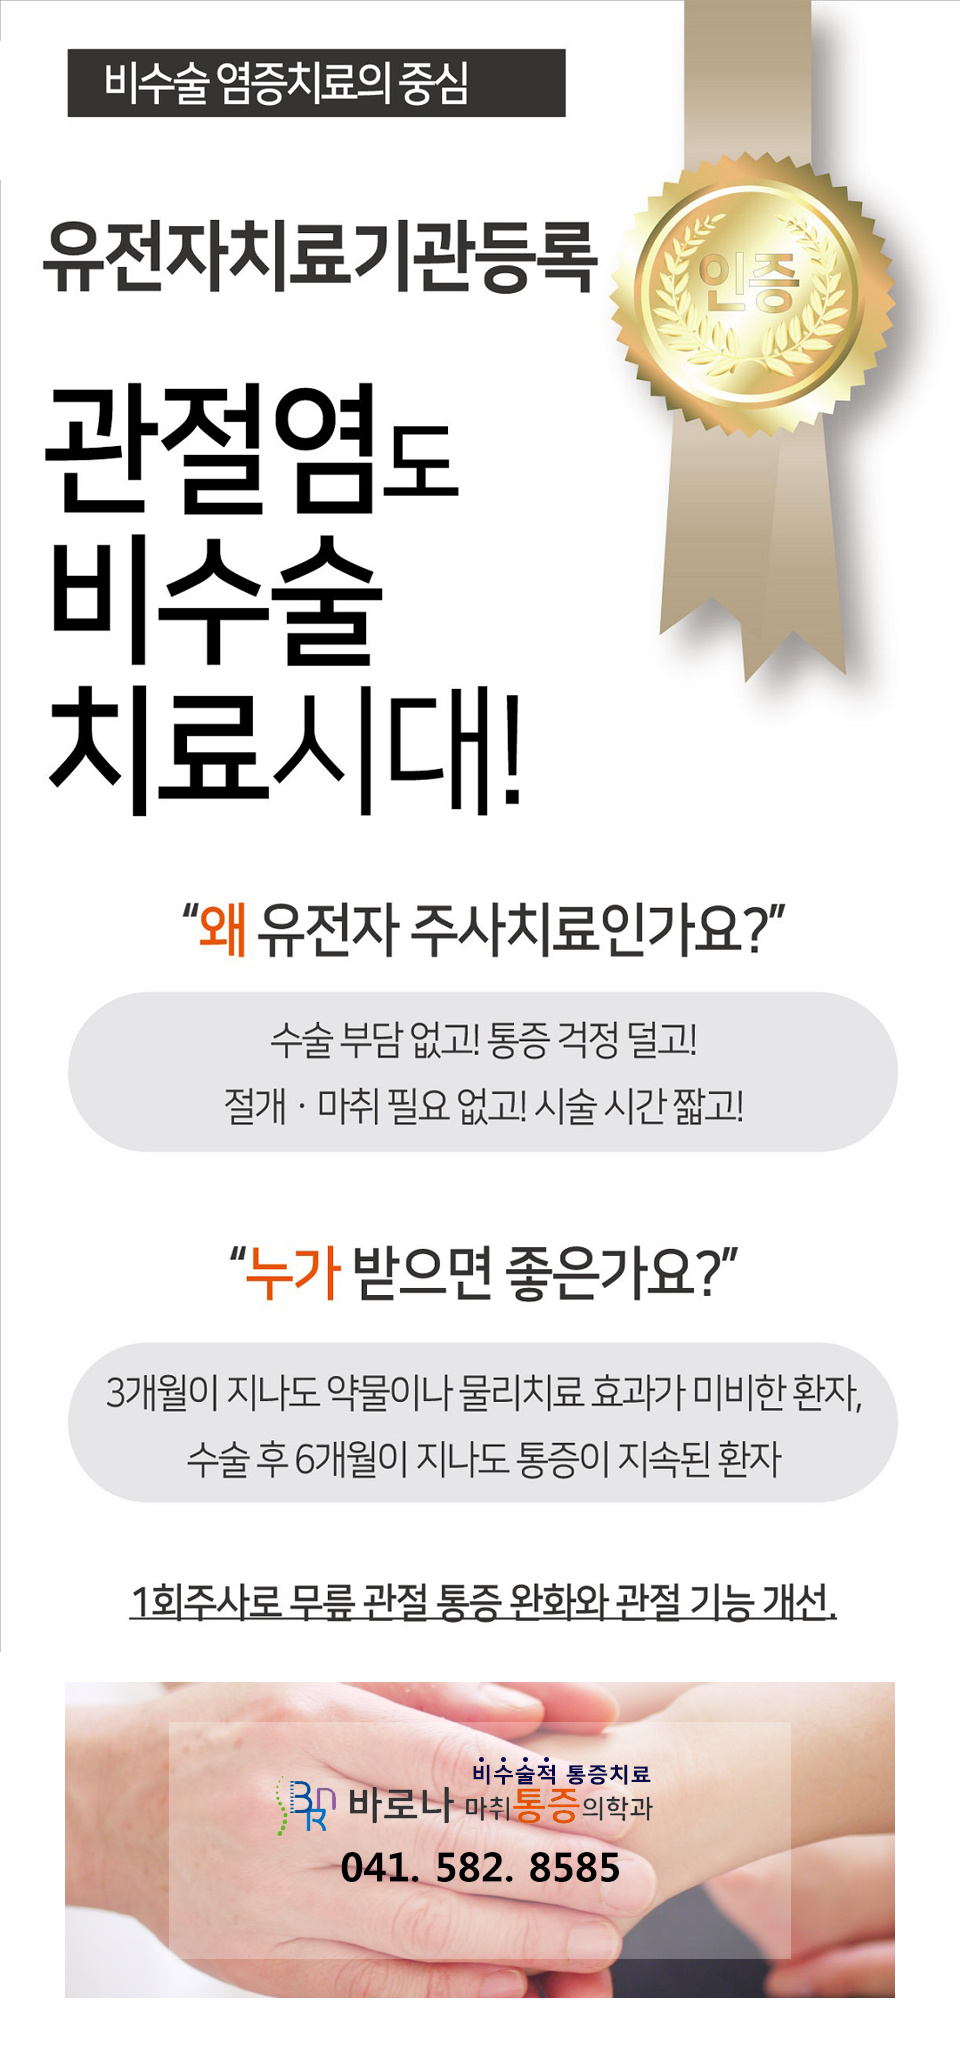 비수술 염증치료의 중심
유전자치료기관등록
인증
관절염도
비수술
치료시대!
“왜 유전자 주사치료인가요?”
수술 부담 없고! 통증 걱정 덜고!
절개 · 마취 필요 없고! 시술 시간 짧고!
“누가 받으면 좋은가요?”
3개월이 지나도 약물이나 물리치료 효과가 미비한 환자,
수술 후 6개월이 지나도 통증이 지속된 환자
1회주사로 무릎 관절 통증 완화와 관절 기능 개선.
비수술적 통증치료
BRn 바로나 마취통증의학과
041. 582. 8585